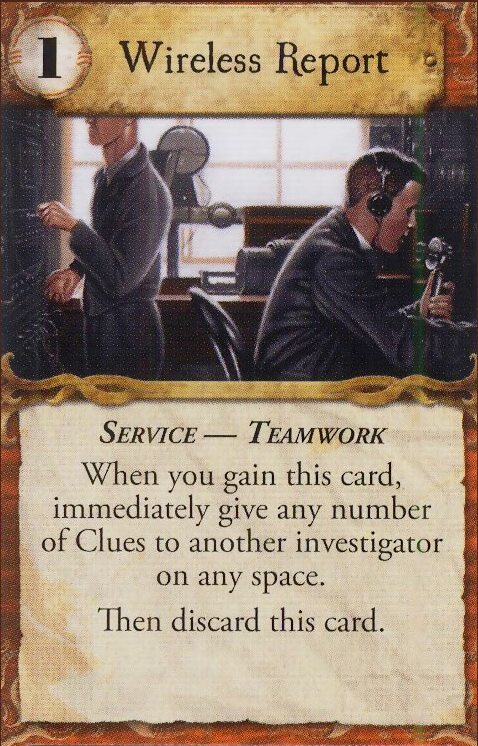 1
Wireless Report
Service — Teamwork
When you gain this card,
immediately give any number
of Clues to another investigator
on any space.
Then discard this card.